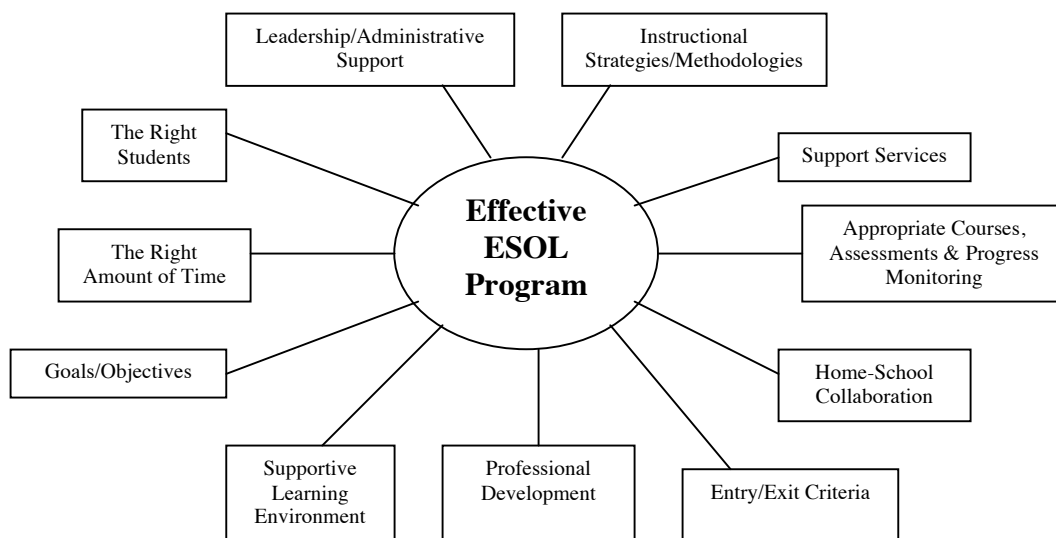 Leadership/Administrative
Support
Instructional
Strategies/Methodologies
The Right
Students
Support Services
Effective
ESOL
Program
Appropriate Courses,
Assessments & Progress
Monitoring
The Right
Amount of Time
Goals/Objectives
Home-School
Collaboration
Supportive
Learning
Environment
Professional
Development
Entry/Exit Criteria